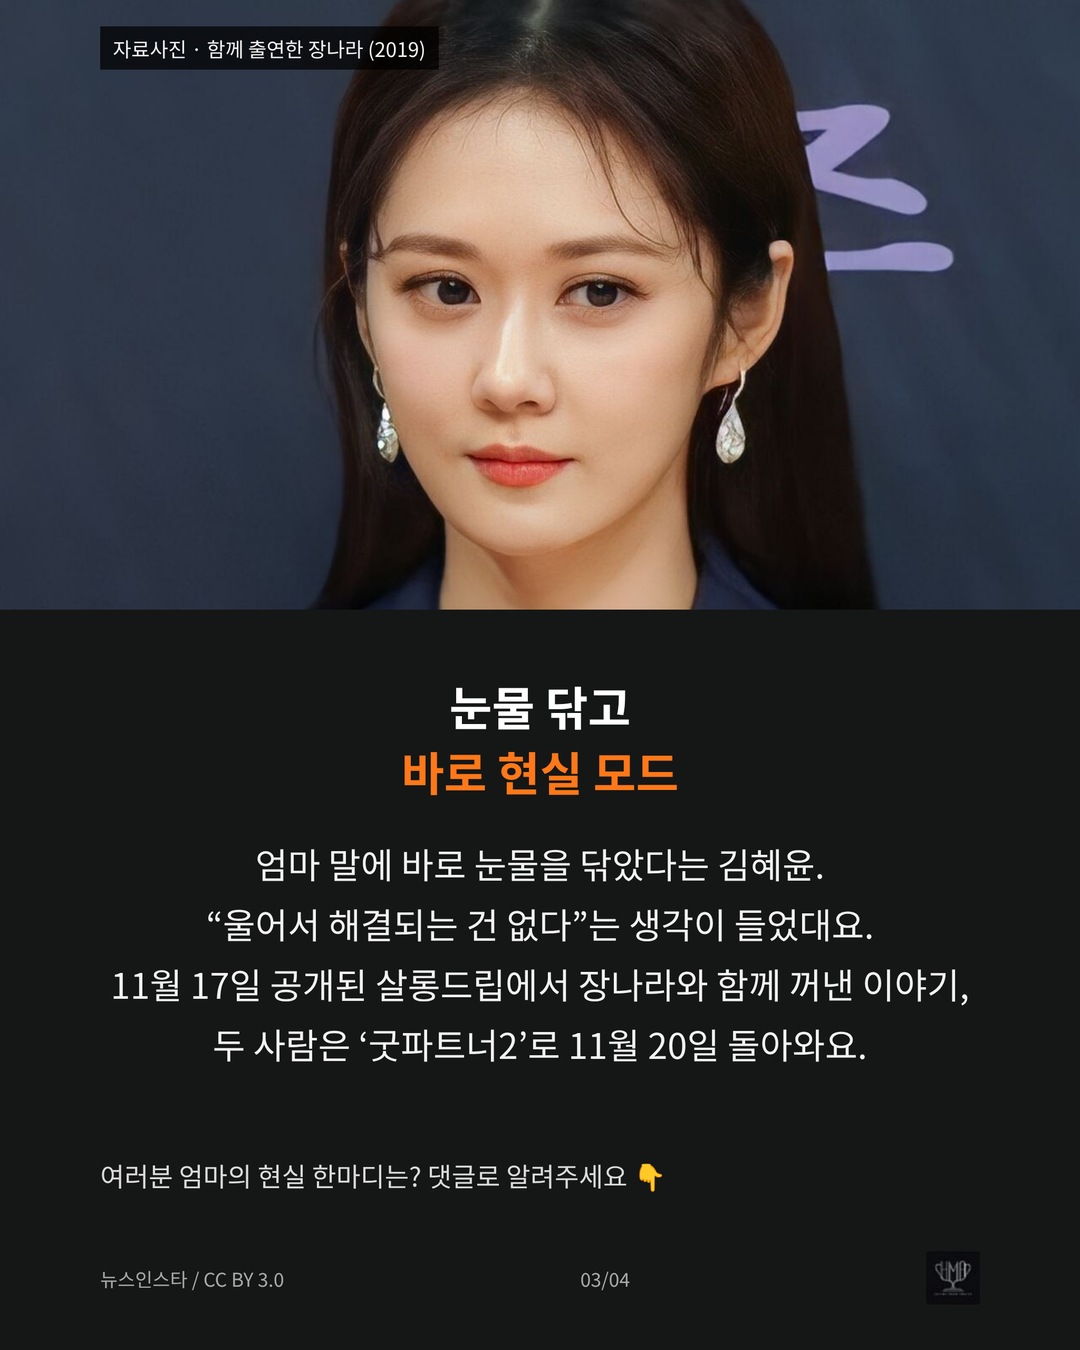 자료사진 · 함께 출연한 장나라 (2019)
눈물 닦고
바로 현실 모드
엄마 말에 바로 눈물을 닦았다는 김혜윤.
“울어서 해결되는 건 없다”는 생각이 들었대요.
11월 17일 공개된 살롱드립에서 장나라와 함께 꺼낸 이야기,
두 사람은 ‘굿파트너2’로 11월 20일 돌아와요.
여러분 엄마의 현실 한마디는? 댓글로 알려주세요 👇
뉴스인스타 / CC BY 3.0
03/04